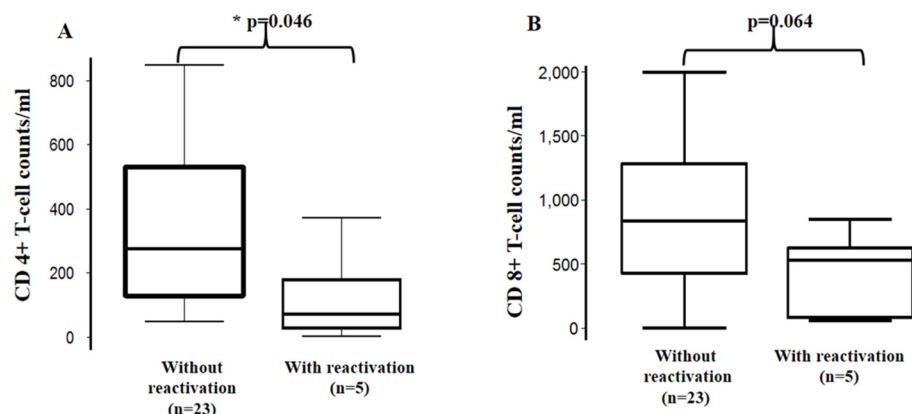 A
* p=0.046
CD 4+ T-cell counts/ml
800
600
400
200
0
Without
reactivation
(n=23)
With reactivation
(n=5)
B
p=0.064
CD 8+ T-cell counts/ml
2,000
1,500
1,000
500
0
Without
reactivation
(n=23)
With reactivation
(n=5)